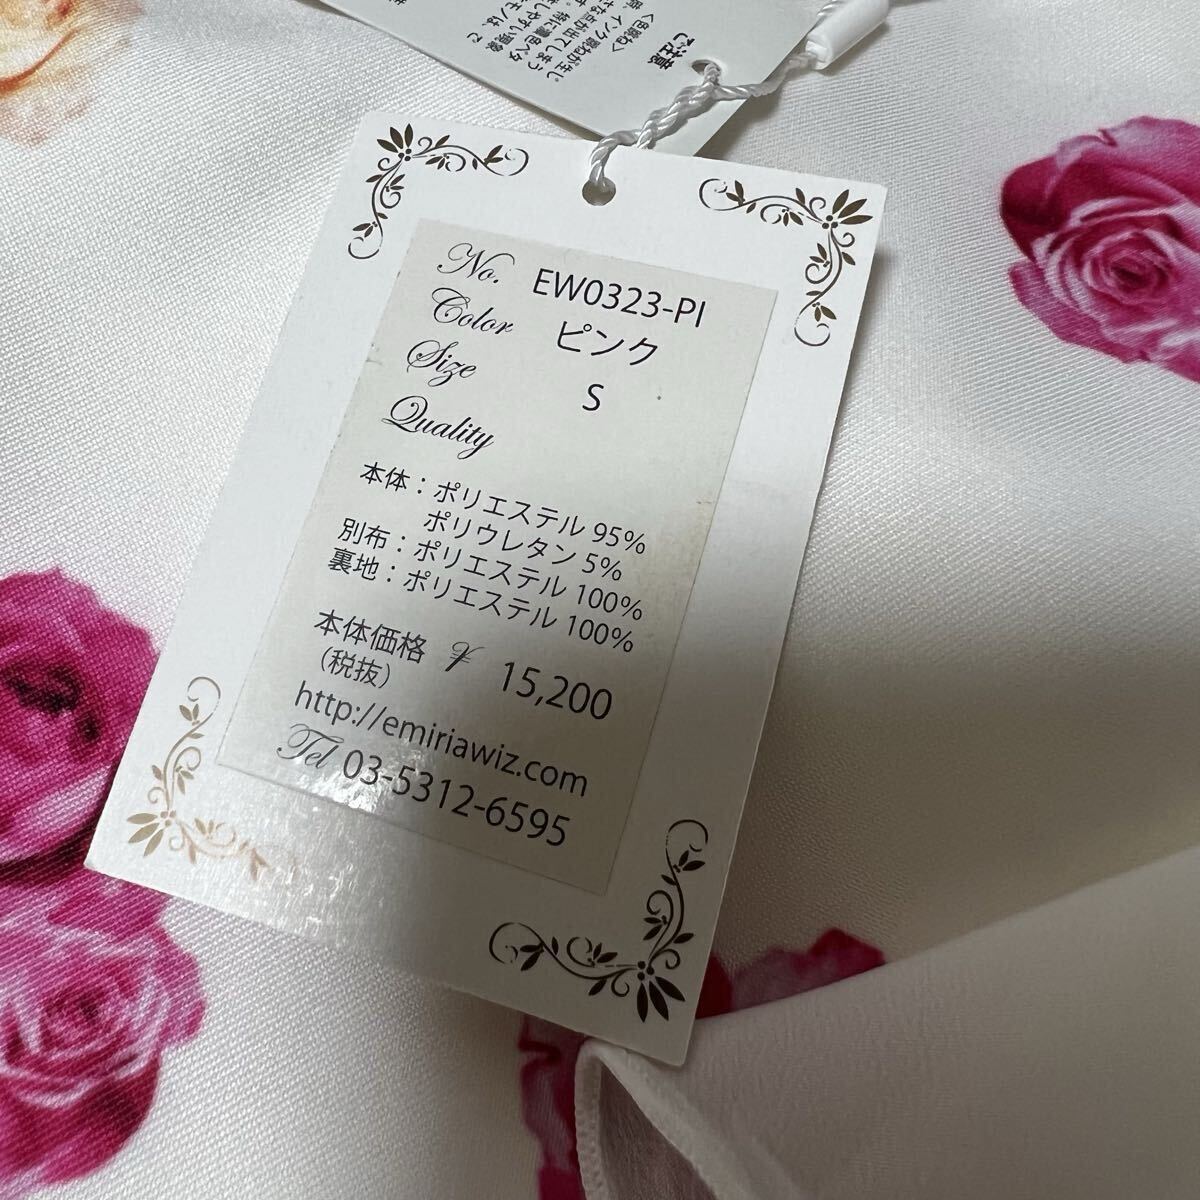 No. EW0323-PI
Color ピンク
Size S
Quality
本体：ポリエステル 95%
ポリウレタン 5%
別布：ポリエステル 100%
裏地：ポリエステル 100%
本体価格 ¥ 15,200
(税抜)
http://emiriawiz.com
Tel 03-5312-6595